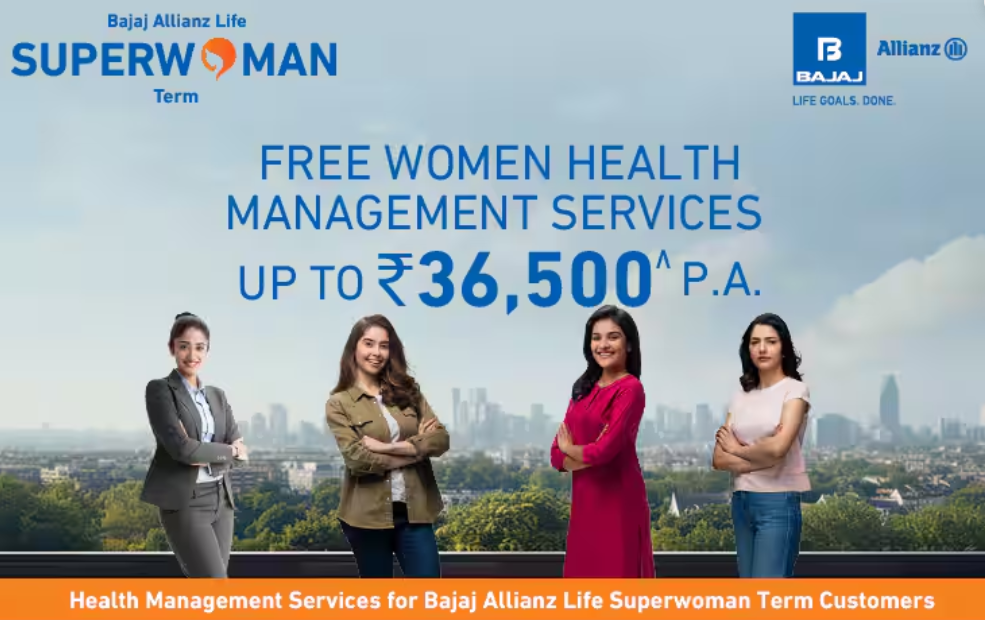 Bajaj Allianz Life
SUPERWOMAN
Term
B
BAJAJ
Allianz
LIFE GOALS. DONE.
FREE WOMEN HEALTH
MANAGEMENT SERVICES
UP TO ₹36,500^ P.A.
Health Management Services for Bajaj Allianz Life Superwoman Term Customers